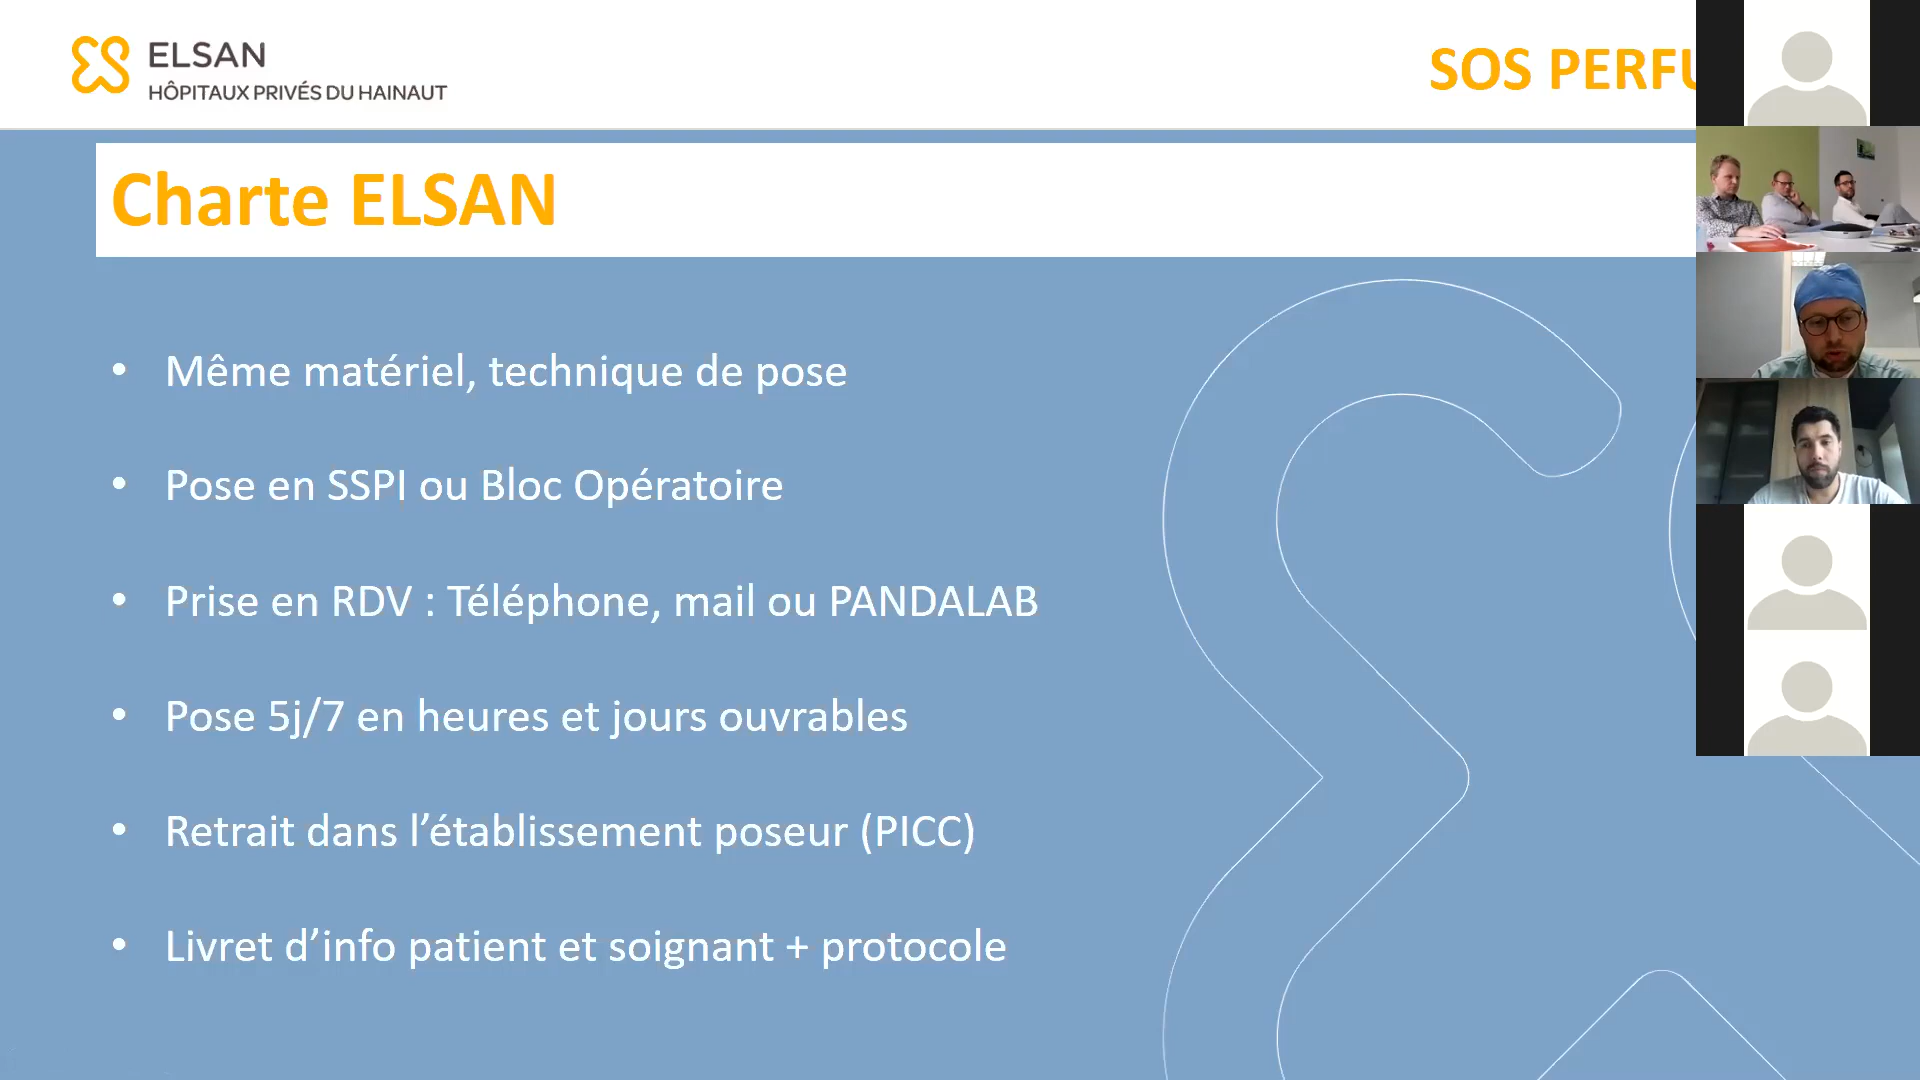 ELSAN
HÔPITAUX PRIVÉS DU HAINAUT
SOS PERFU
Charte ELSAN
• Même matériel, technique de pose
• Pose en SSPI ou Bloc Opératoire
• Prise en RDV : Téléphone, mail ou PANDALAB
• Pose 5j/7 en heures et jours ouvrables
• Retrait dans l’établissement poseur (PICC)
• Livret d’info patient et soignant + protocole